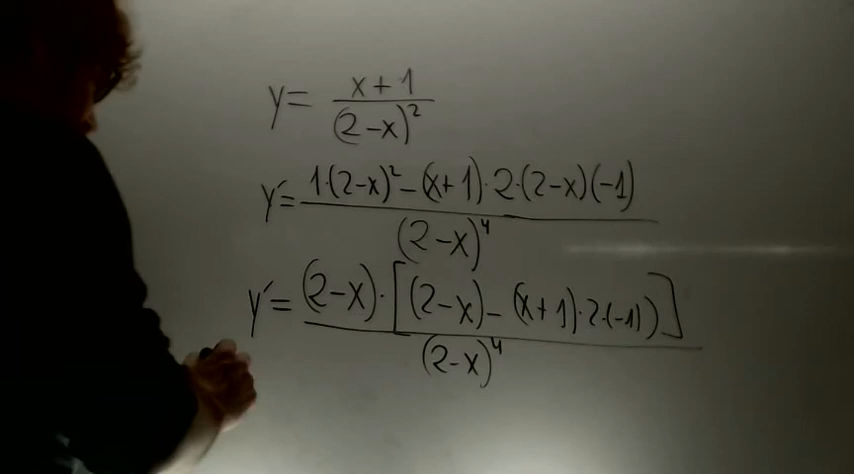 y = x+1 / (2-x)²
y' = 1·(2-x)² - (x+1)·2·(2-x)(-1) / (2-x)⁴
y' = (2-x)·[(2-x) - (x+1)·2·(-1))] / (2-x)⁴